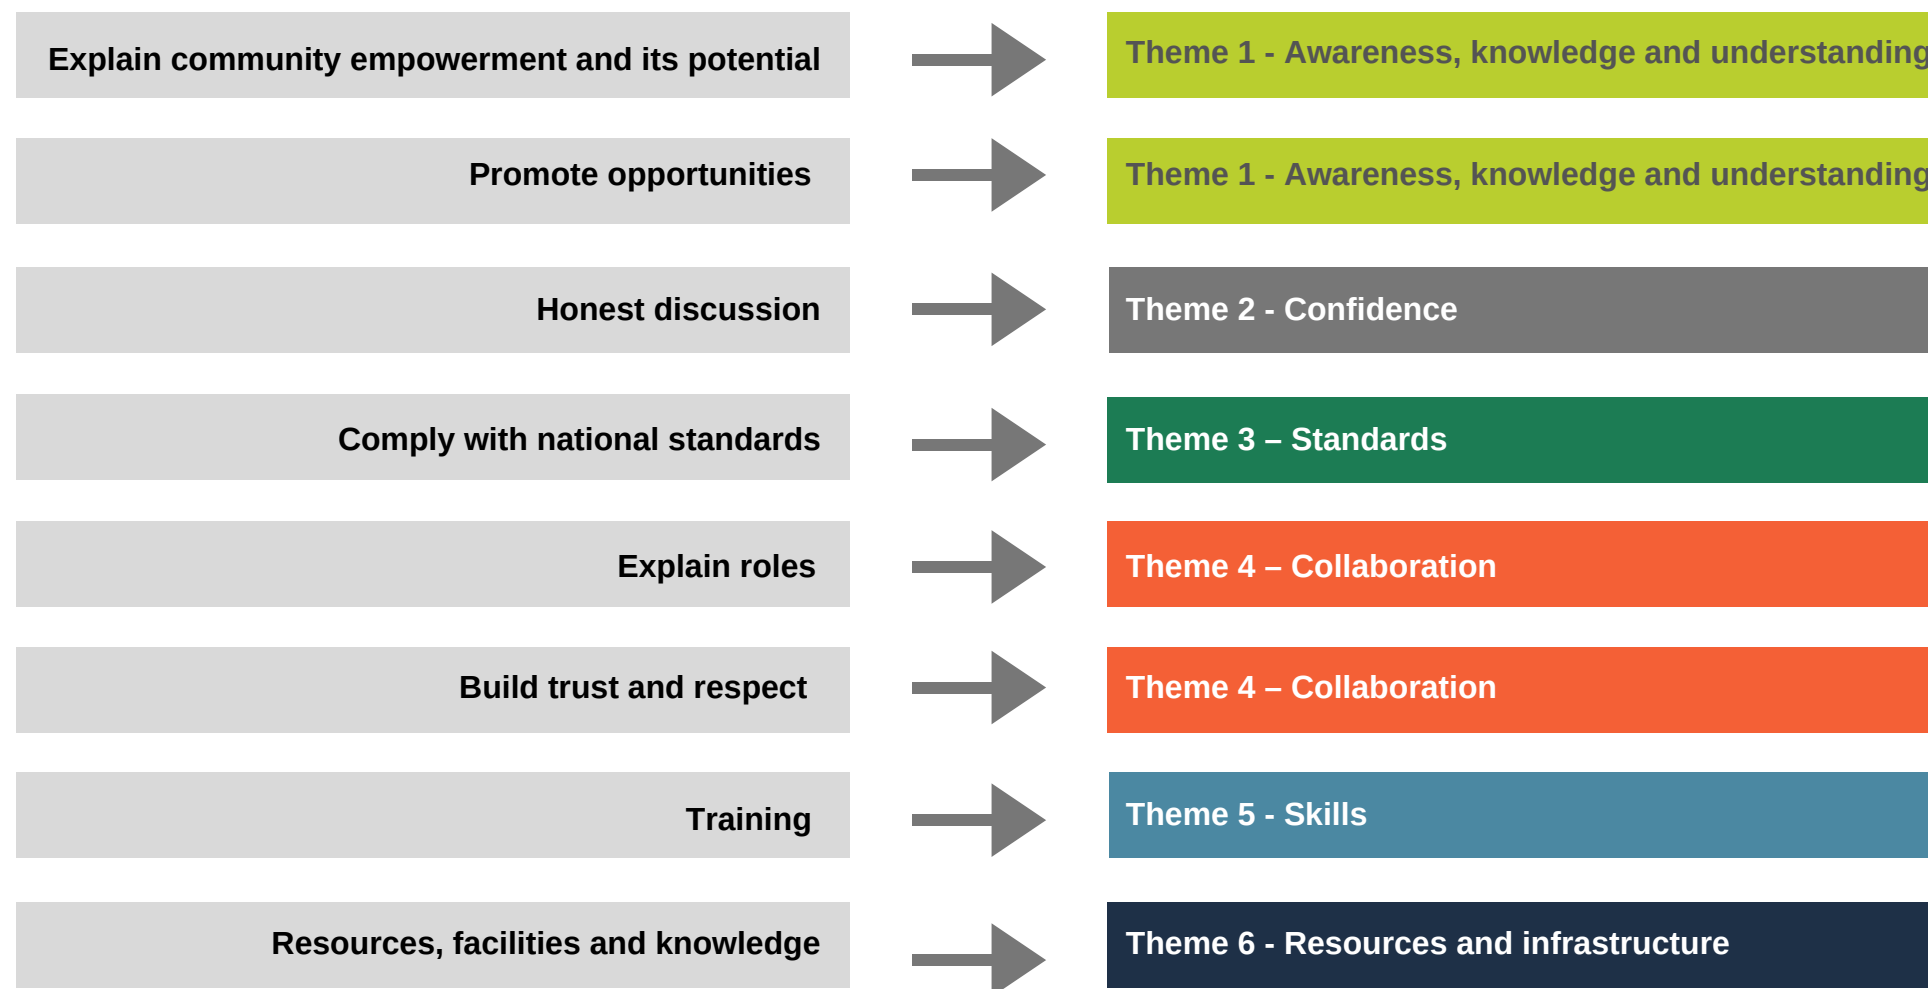 Explain community empowerment and its potential
Theme 1 - Awareness, knowledge and understanding
Promote opportunities
Theme 1 - Awareness, knowledge and understanding
Honest discussion
Theme 2 - Confidence
Comply with national standards
Theme 3 – Standards
Explain roles
Theme 4 – Collaboration
Build trust and respect
Theme 4 – Collaboration
Training
Theme 5 - Skills
Resources, facilities and knowledge
Theme 6 - Resources and infrastructure